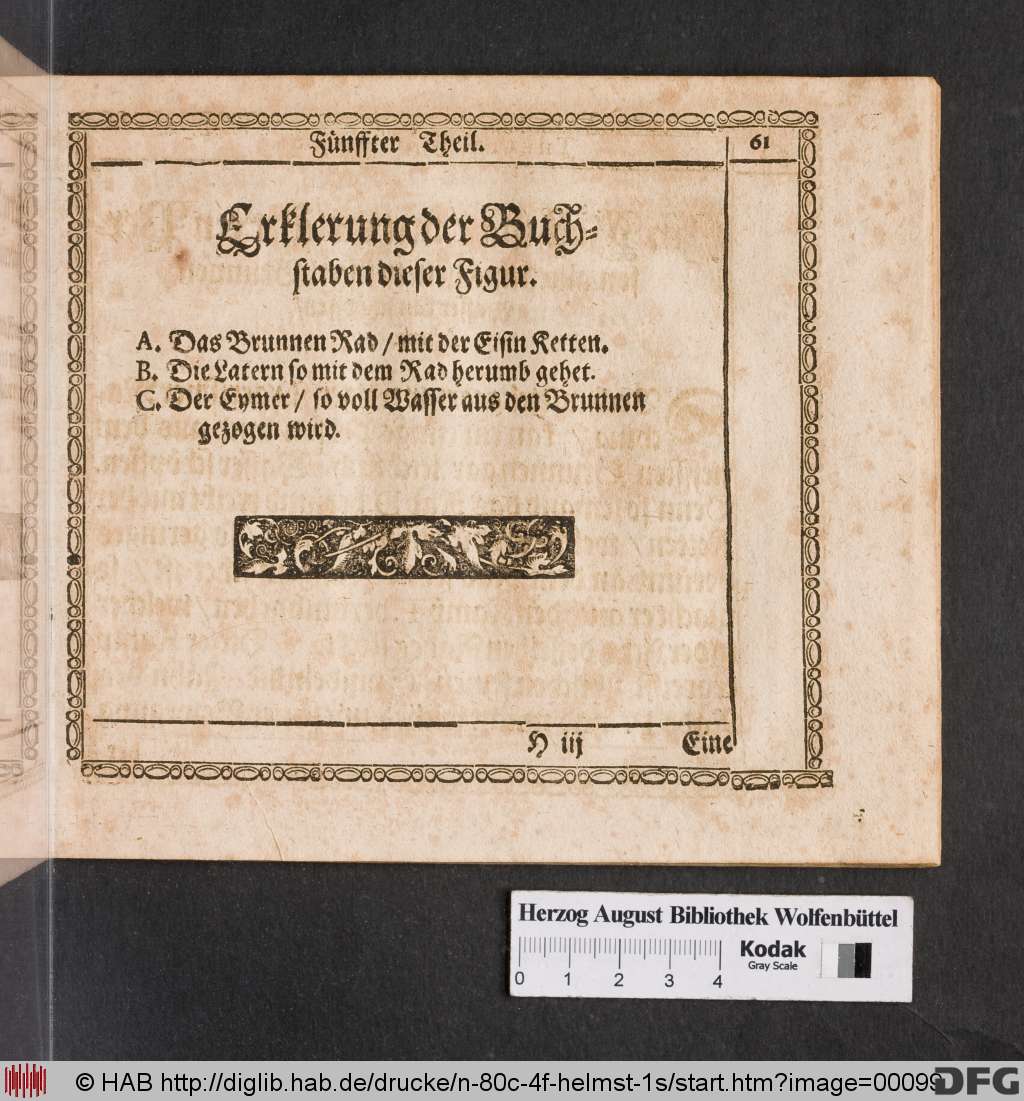 Fünffter Theil. 61
Erklerung der Buch=
staben dieser Figur.
A. Das Brunnen Rad / mit der Eisin Ketten.
B. Die Latern so mit dem Rad herumb gehet.
C. Der Eymer / so voll Wasser aus den Brunnen
gezogen wird.
H iij Eine
Herzog August Bibliothek Wolfenbüttel
Kodak
Gray Scale
0 1 2 3 4
© HAB http://diglib.hab.de/drucke/n-80c-4f-helmst-1s/start.htm?image=00099
DFG